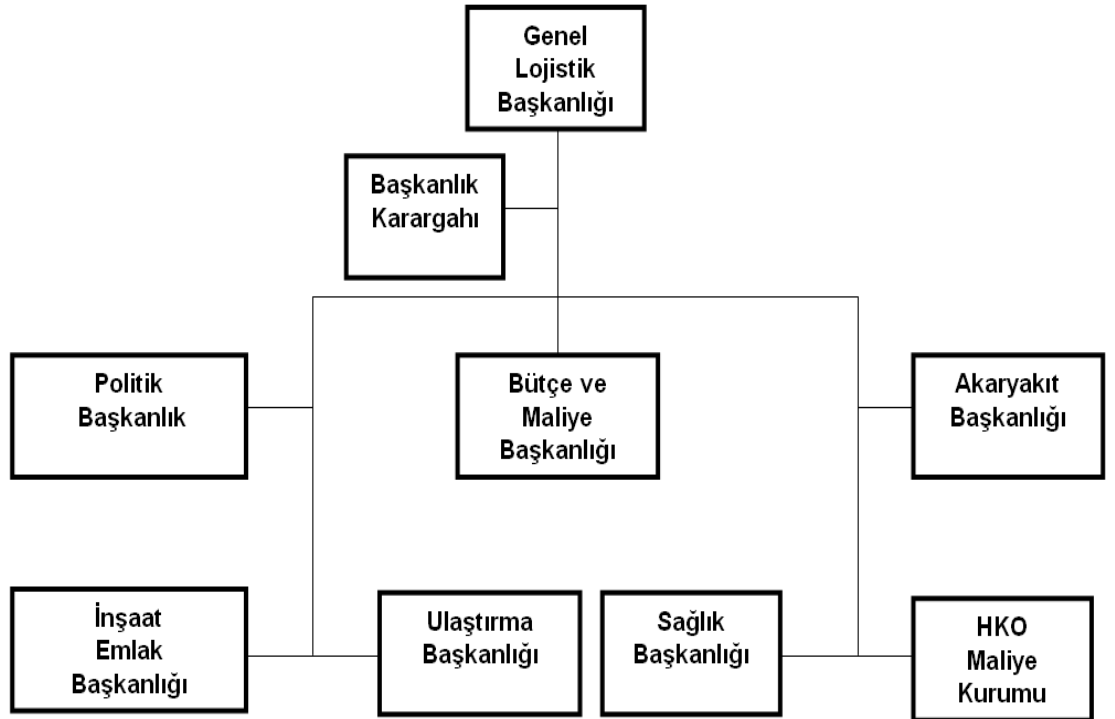 Genel
Lojistik
Başkanlığı
Başkanlık
Karargahı
Politik
Başkanlık
Bütçe ve
Maliye
Başkanlığı
Akaryakıt
Başkanlığı
İnşaat
Emlak
Başkanlığı
Ulaştırma
Başkanlığı
Sağlık
Başkanlığı
HKO
Maliye
Kurumu